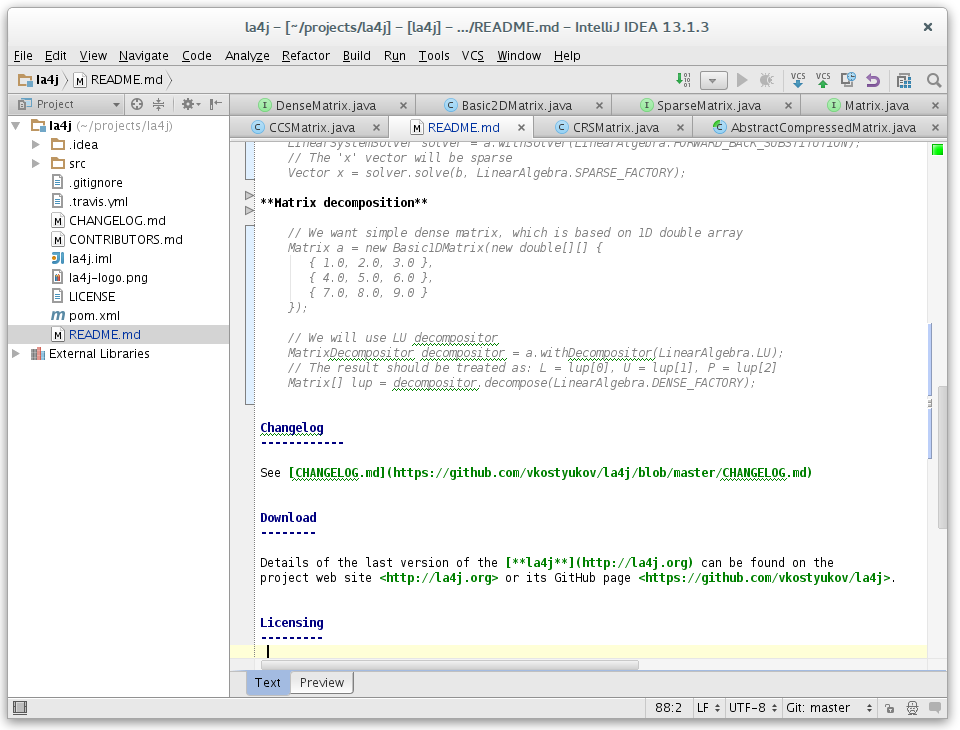 la4j – [~/projects/la4j] – [la4j] – .../README.md – IntelliJ IDEA 13.1.3
File Edit View Navigate Code Analyze Refactor Build Run Tools VCS Window Help
la4j README.md
VCS VCS
Project
DenseMatrix.java Basic2DMatrix.java SparseMatrix.java Matrix.java
CCSMatrix.java README.md CRSMatrix.java AbstractCompressedMatrix.java
la4j (~/projects/la4j)
.idea
src
.gitignore
.travis.yml
CHANGELOG.md
CONTRIBUTORS.md
la4j.iml
la4j-logo.png
LICENSE
pom.xml
README.md
External Libraries
LinearSystemSolver solver = a.withSolver(LinearAlgebra.FORWARD_BACK_SUBSTITUTION);
// The 'x' vector will be sparse
Vector x = solver.solve(b, LinearAlgebra.SPARSE_FACTORY);
**Matrix decomposition**
// We want simple dense matrix, which is based on 1D double array
Matrix a = new Basic1DMatrix(new double[][] {
{ 1.0, 2.0, 3.0 },
{ 4.0, 5.0, 6.0 },
{ 7.0, 8.0, 9.0 }
});
// We will use LU decompositor
MatrixDecompositor decompositor = a.withDecompositor(LinearAlgebra.LU);
// The result should be treated as: L = lup[0], U = lup[1], P = lup[2]
Matrix[] lup = decompositor.decompose(LinearAlgebra.DENSE_FACTORY);
Changelog
------------
See [CHANGELOG.md](https://github.com/vkostyukov/la4j/blob/master/CHANGELOG.md)
Download
--------
Details of the last version of the [**la4j**](http://la4j.org) can be found on the
project web site <http://la4j.org> or its GitHub page <https://github.com/vkostyukov/la4j>.
Licensing
---------
Text Preview
88:2 LF UTF-8 Git: master